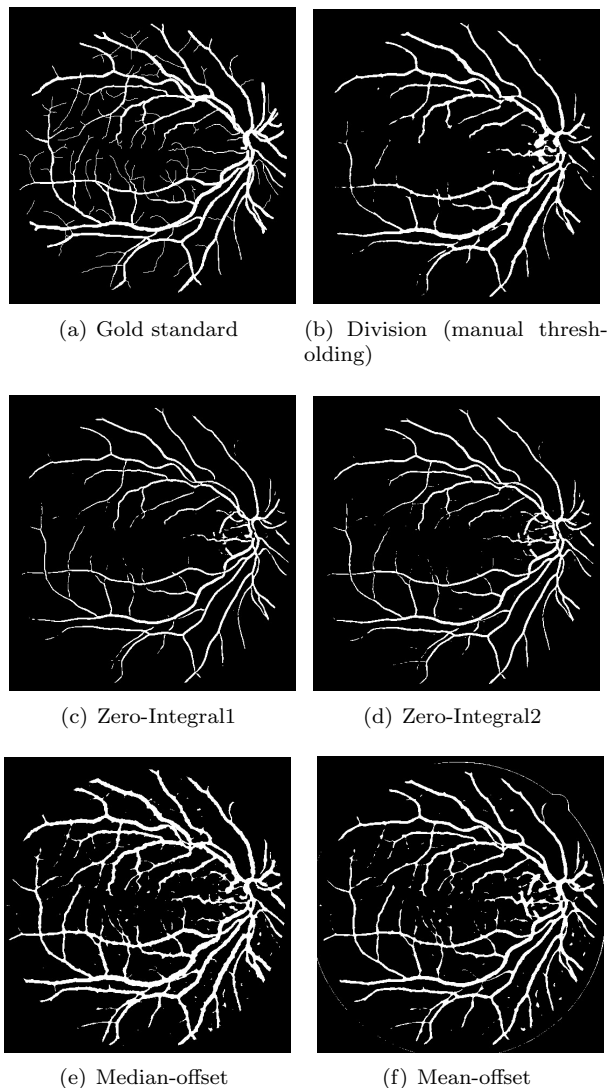 (a) Gold standard
(b) Division (manual thresh-
olding)
(c) Zero-Integral1
(d) Zero-Integral2
(e) Median-offset
(f) Mean-offset